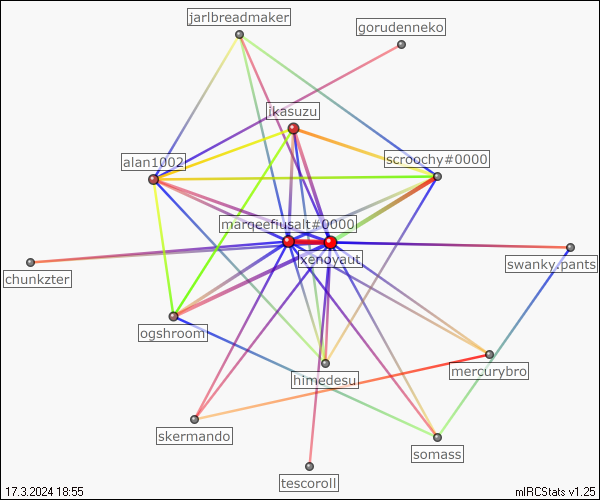 jarlbreadmaker
gorudenneko
ikasuzu
alan1002
scroochy#0000
marqeefiusalt#0000
xenoyaut
swanky.pants
chunkzter
ogshroom
mercurybro
himedesu
skermando
somass
tescoroll
17.3.2024 18:55
mIRCStats v1.25